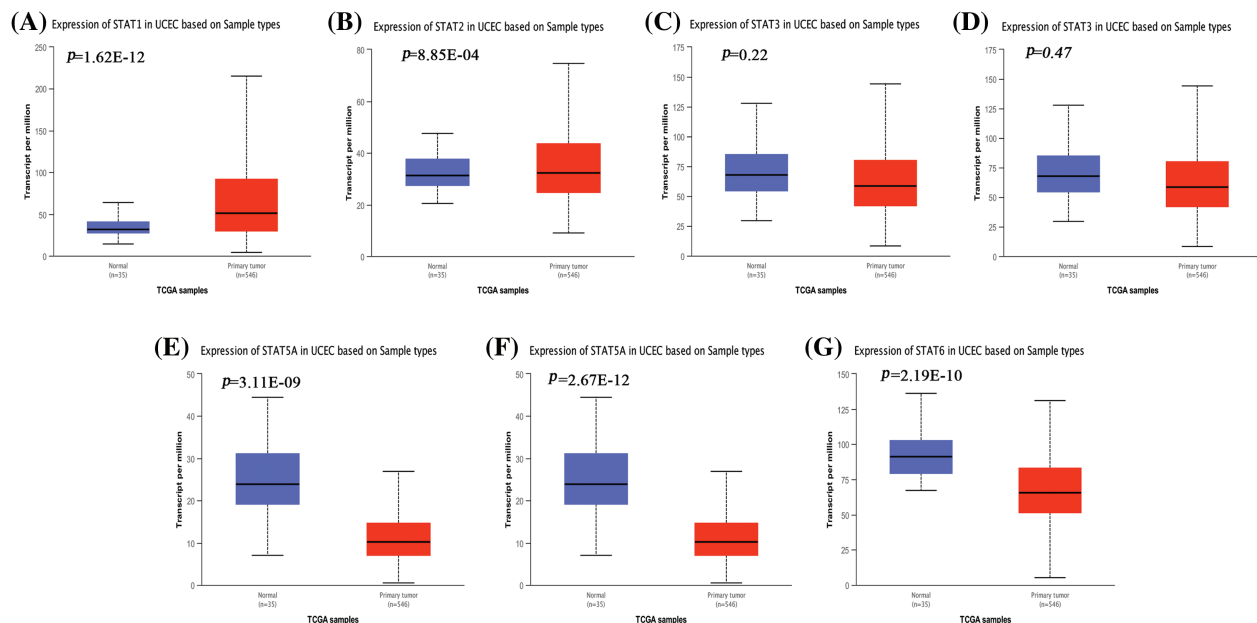 (A) Expression of STAT1 in UCEC based on Sample types
p=1.62E-12
Transcript per million
250
200
150
100
50
0
Normal
(n=35)
Primary tumor
(n=546)
TCGA samples
(B) Expression of STAT2 in UCEC based on Sample types
p=8.85E-04
Transcript per million
80
60
40
20
0
Normal
(n=35)
Primary tumor
(n=546)
TCGA samples
(C) Expression of STAT3 in UCEC based on Sample types
p=0.22
Transcript per million
175
150
125
100
75
50
25
0
Normal
(n=35)
Primary tumor
(n=546)
TCGA samples
(D) Expression of STAT3 in UCEC based on Sample types
p=0.47
Transcript per million
175
150
125
100
75
50
25
0
Normal
(n=35)
Primary tumor
(n=546)
TCGA samples
(E) Expression of STAT5A in UCEC based on Sample types
p=3.11E-09
Transcript per million
50
40
30
20
10
0
Normal
(n=35)
Primary tumor
(n=546)
TCGA samples
(F) Expression of STAT5A in UCEC based on Sample types
p=2.67E-12
Transcript per million
50
40
30
20
10
0
Normal
(n=35)
Primary tumor
(n=546)
TCGA samples
(G) Expression of STAT6 in UCEC based on Sample types
p=2.19E-10
Transcript per million
150
125
100
75
50
25
0
Normal
(n=35)
Primary tumor
(n=546)
TCGA samples